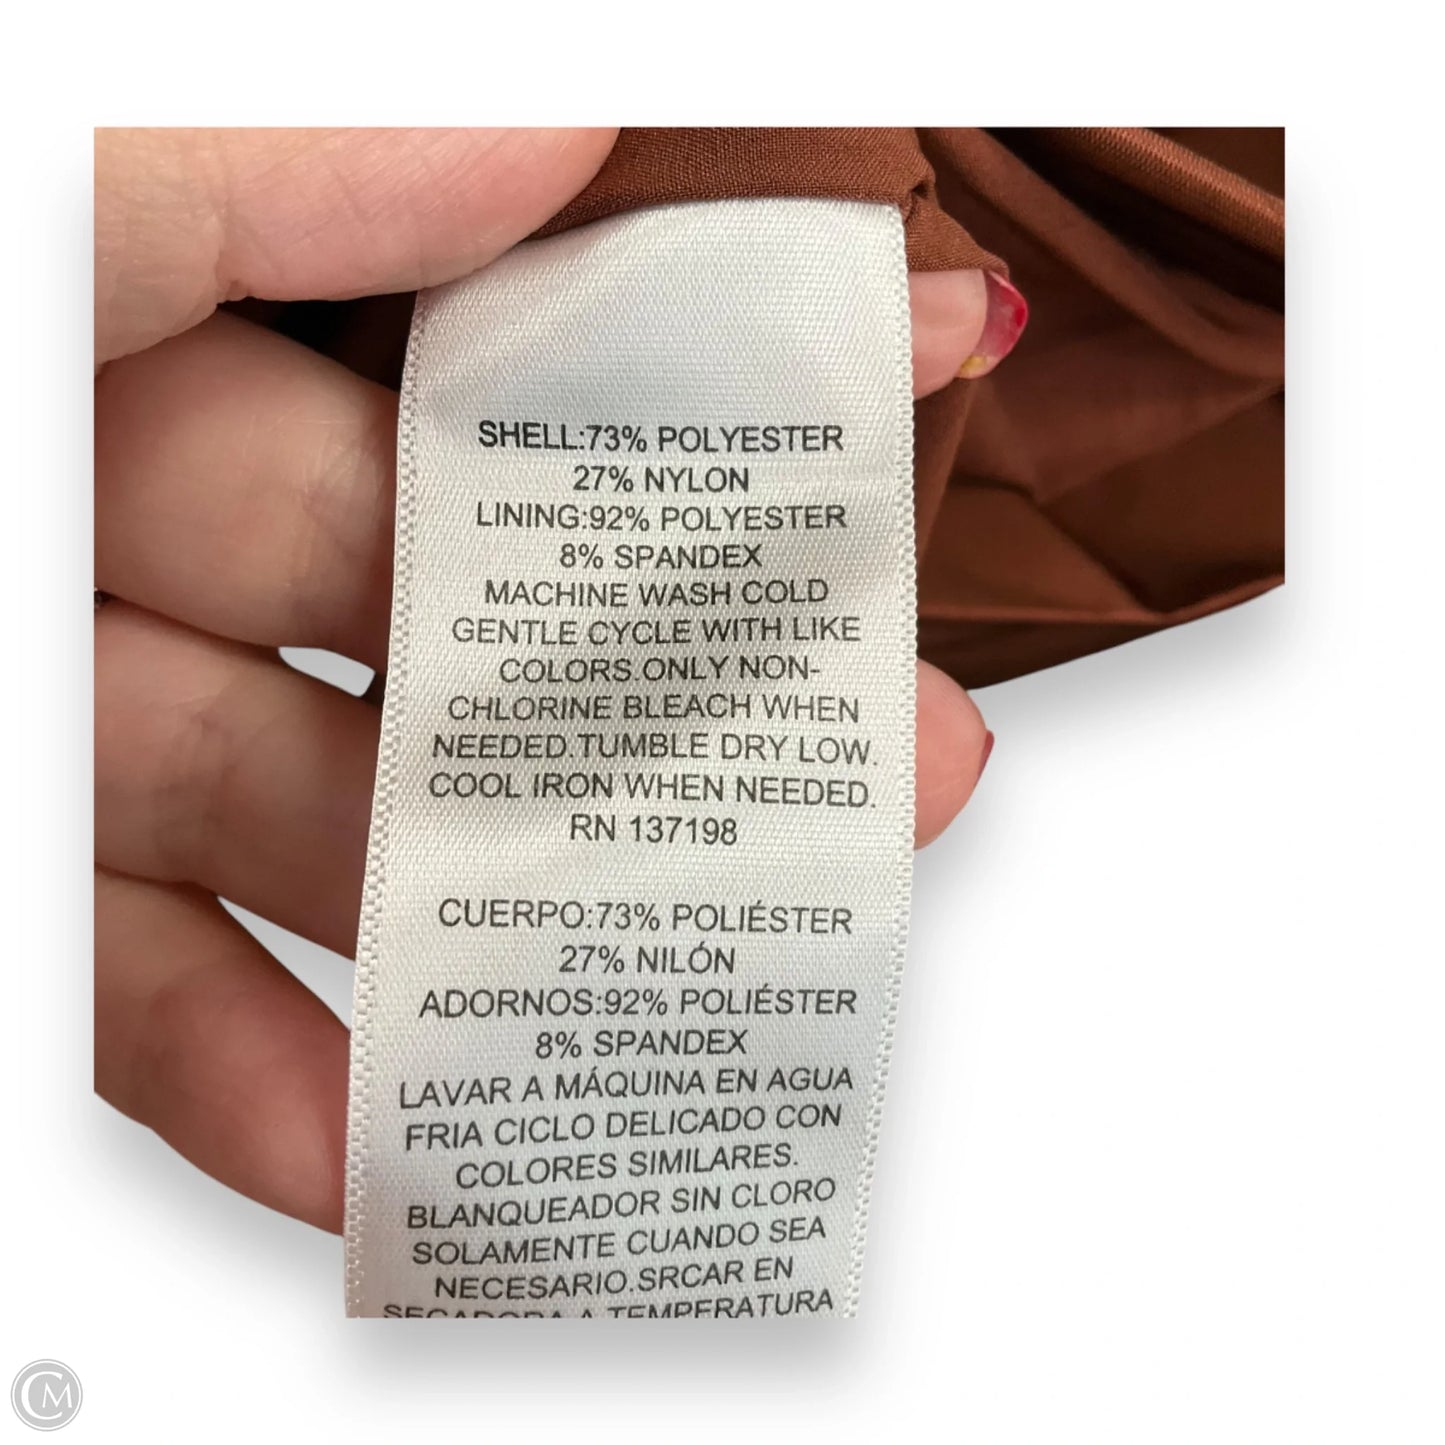 SHELL:73% POLYESTER
27% NYLON
LINING:92% POLYESTER
8% SPANDEX
MACHINE WASH COLD
GENTLE CYCLE WITH LIKE
COLORS.ONLY NON-
CHLORINE BLEACH WHEN
NEEDED.TUMBLE DRY LOW.
COOL IRON WHEN NEEDED.
RN 137198
CUERPO:73% POLIÉSTER
27% NILÓN
ADORNOS:92% POLIÉSTER
8% SPANDEX
LAVAR A MÁQUINA EN AGUA
FRIA CICLO DELICADO CON
COLORES SIMILARES.
BLANQUEADOR SIN CLORO
SOLAMENTE CUANDO SEA
NECESARIO.SRCAR EN
SECADORA A TEMPERATURA
CM